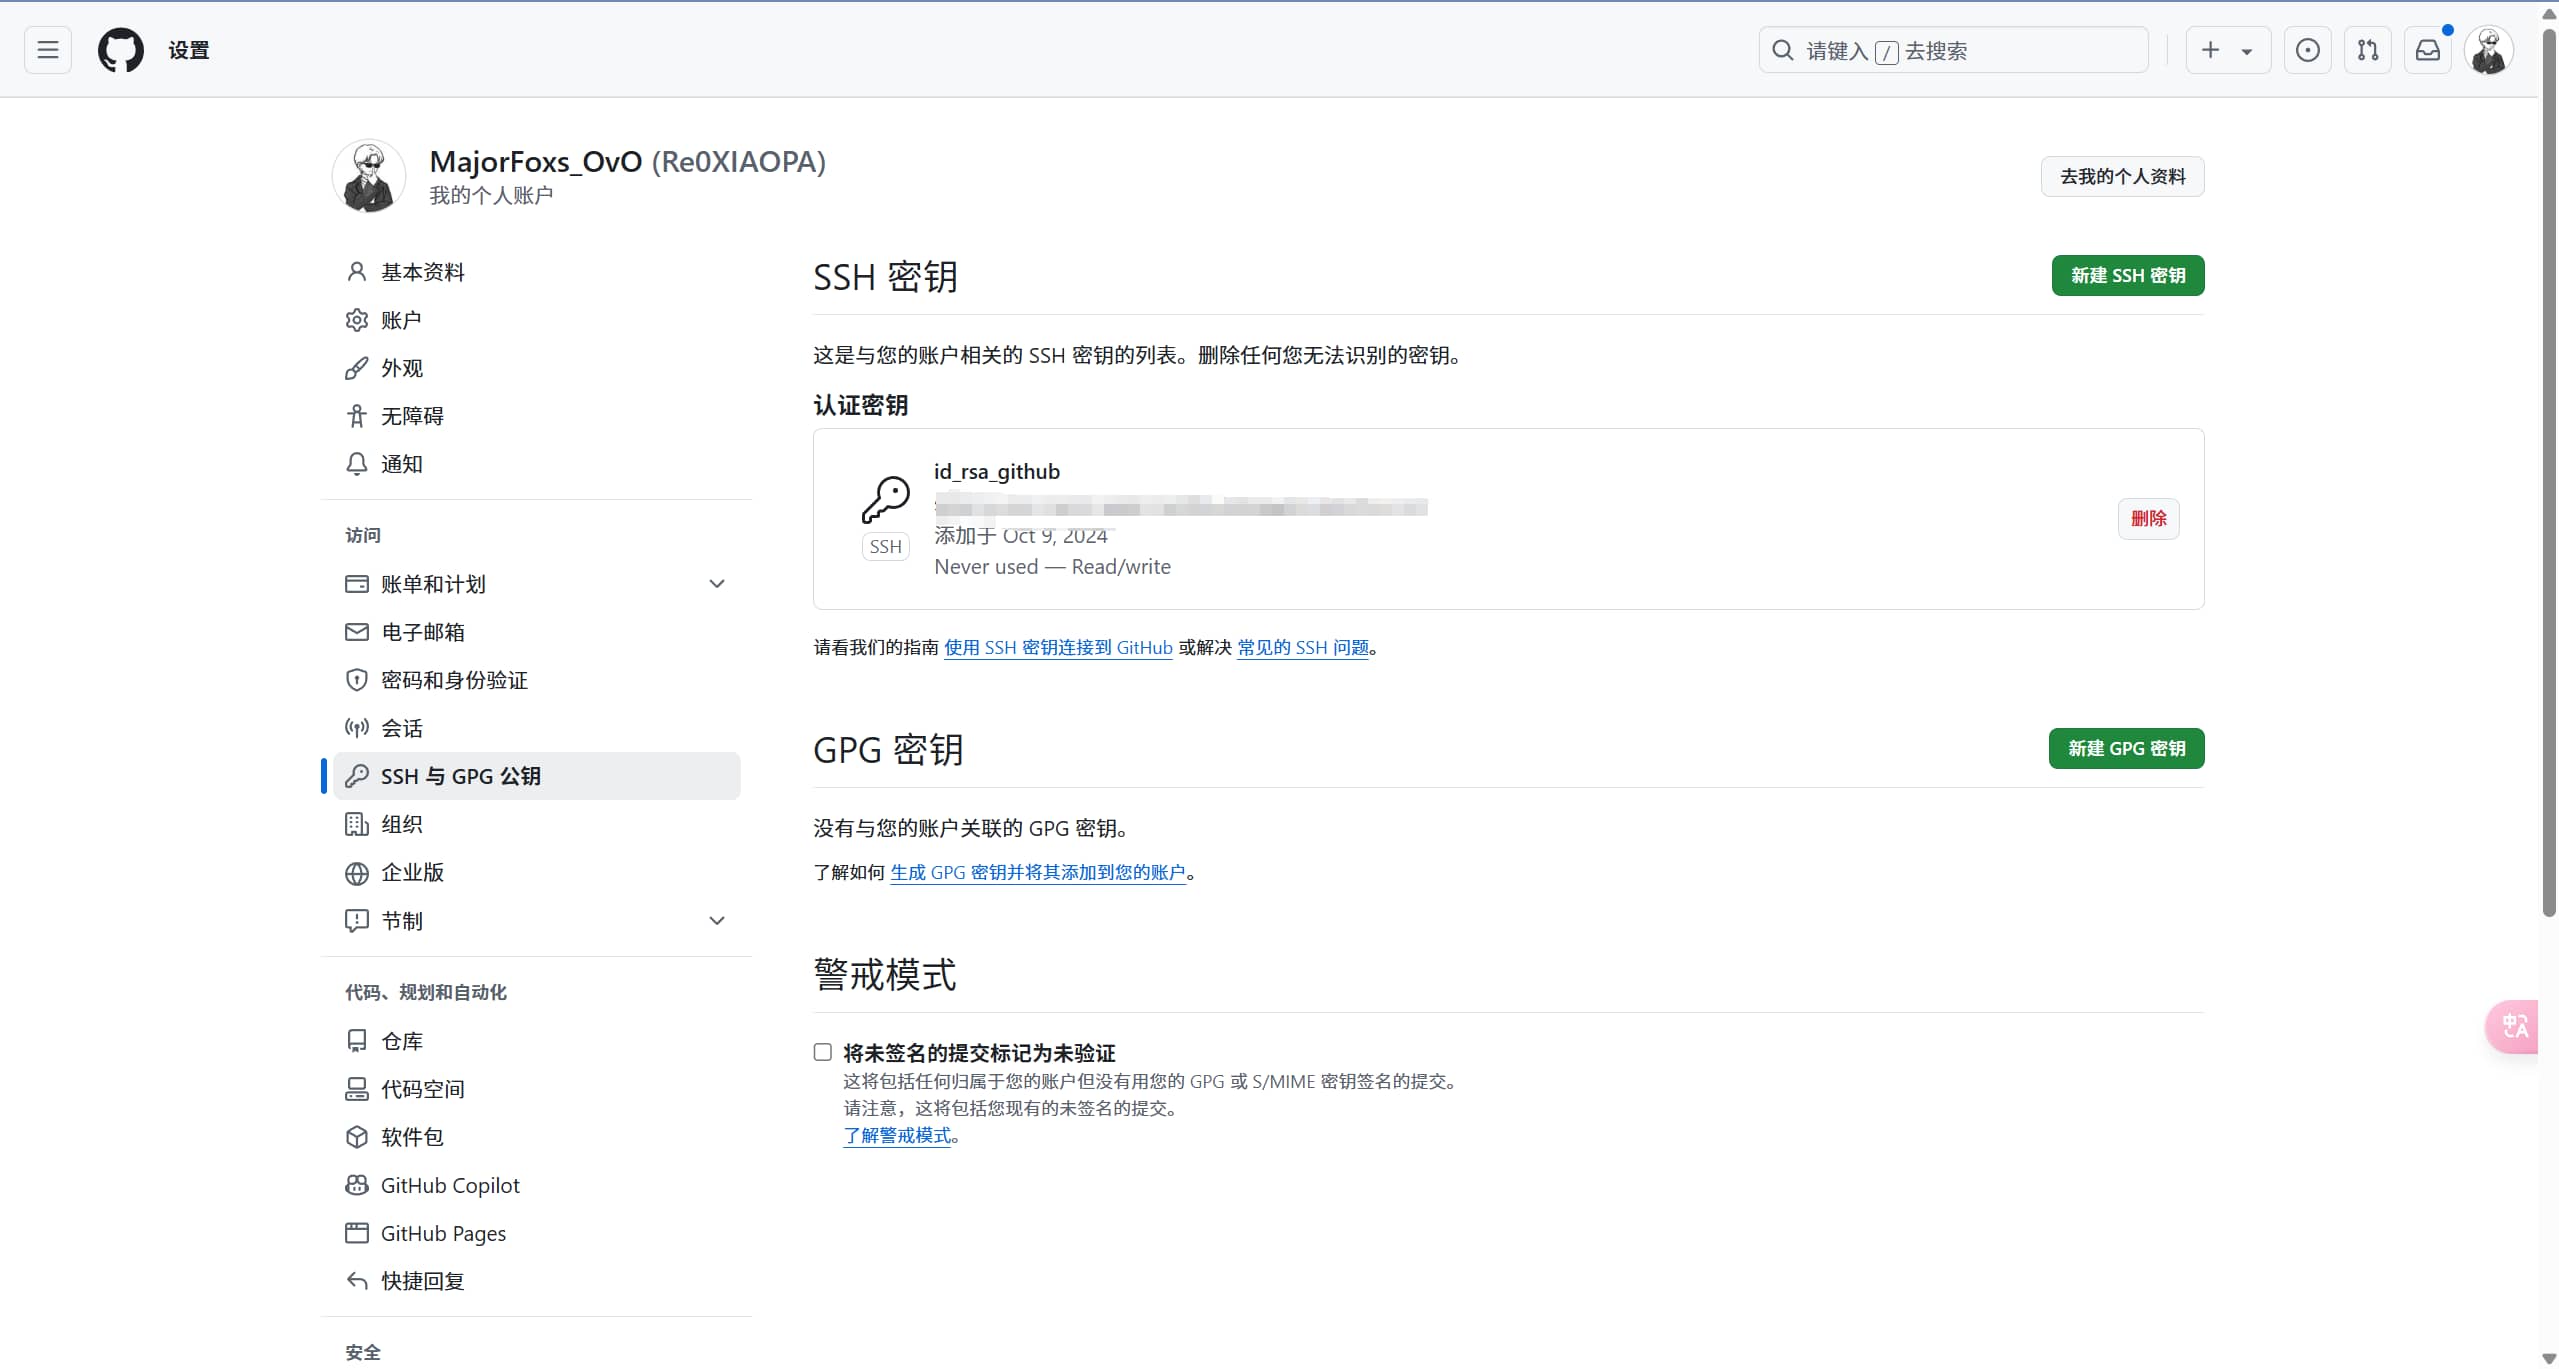 设置
请键入 / 去搜索
MajorFoxs_OvO (Re0XIAOPA)
我的个人账户
去我的个人资料
基本资料
账户
外观
无障碍
通知
访问
账单和计划
电子邮箱
密码和身份验证
会话
SSH 与 GPG 公钥
组织
企业版
节制
代码、规划和自动化
仓库
代码空间
软件包
GitHub Copilot
GitHub Pages
快捷回复
安全
SSH 密钥
新建 SSH 密钥
这是与您的账户相关的 SSH 密钥的列表。删除任何您无法识别的密钥。
认证密钥
id_rsa_github
SSH
添加于 Oct 9, 2024
Never used — Read/write
删除
请看我们的指南 使用 SSH 密钥连接到 GitHub 或解决 常见的 SSH 问题。
GPG 密钥
新建 GPG 密钥
没有与您的账户关联的 GPG 密钥。
了解如何 生成 GPG 密钥并将其添加到您的账户。
警戒模式
将未签名的提交标记为未验证
这将包括任何归属于您的账户但没有用您的 GPG 或 S/MIME 密钥签名的提交。
请注意，这将包括您现有的未签名的提交。
了解警戒模式。
中A